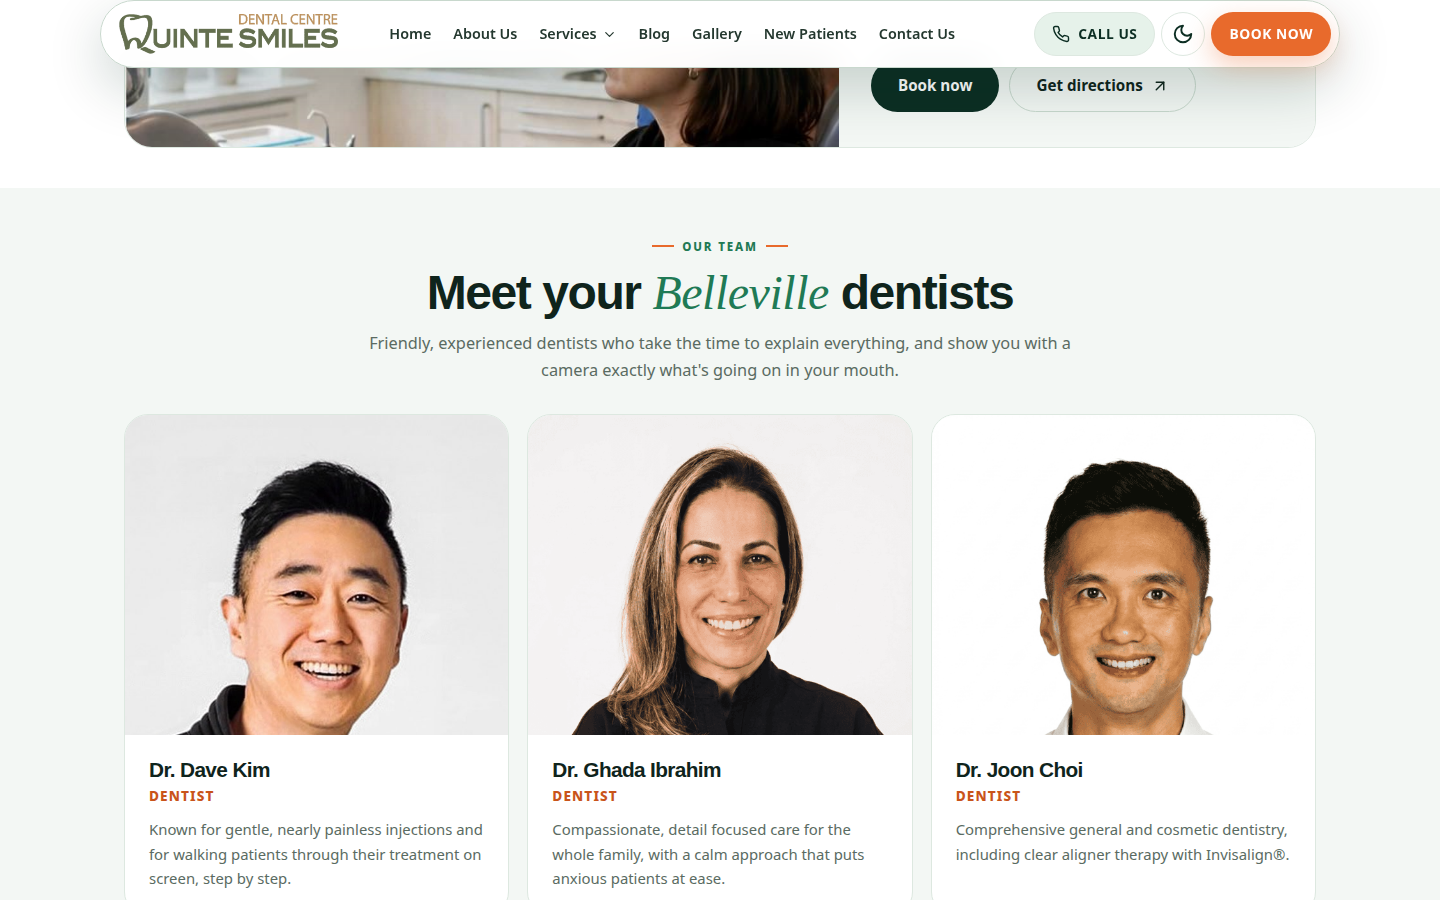 DENTAL CENTRE
QUINTE SMILES
Home
About Us
Services
Blog
Gallery
New Patients
Contact Us
CALL US
BOOK NOW
Book now
Get directions
OUR TEAM
Meet your Belleville dentists
Friendly, experienced dentists who take the time to explain everything, and show you with a
camera exactly what's going on in your mouth.
Dr. Dave Kim
DENTIST
Known for gentle, nearly painless injections and
for walking patients through their treatment on
screen, step by step.
Dr. Ghada Ibrahim
DENTIST
Compassionate, detail focused care for the
whole family, with a calm approach that puts
anxious patients at ease.
Dr. Joon Choi
DENTIST
Comprehensive general and cosmetic dentistry,
including clear aligner therapy with Invisalign®.